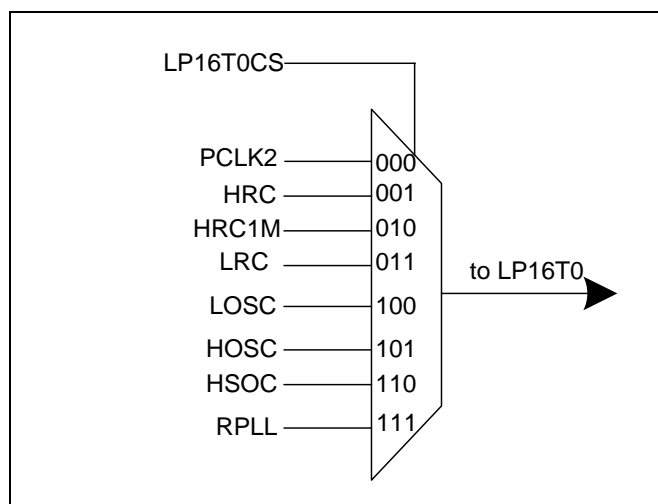 LP16T0CS
PCLK2 000
HRC 001
HRC1M 010
LRC 011
to LP16T0
LOSC 100
HOSC 101
HSOC 110
RPLL 111